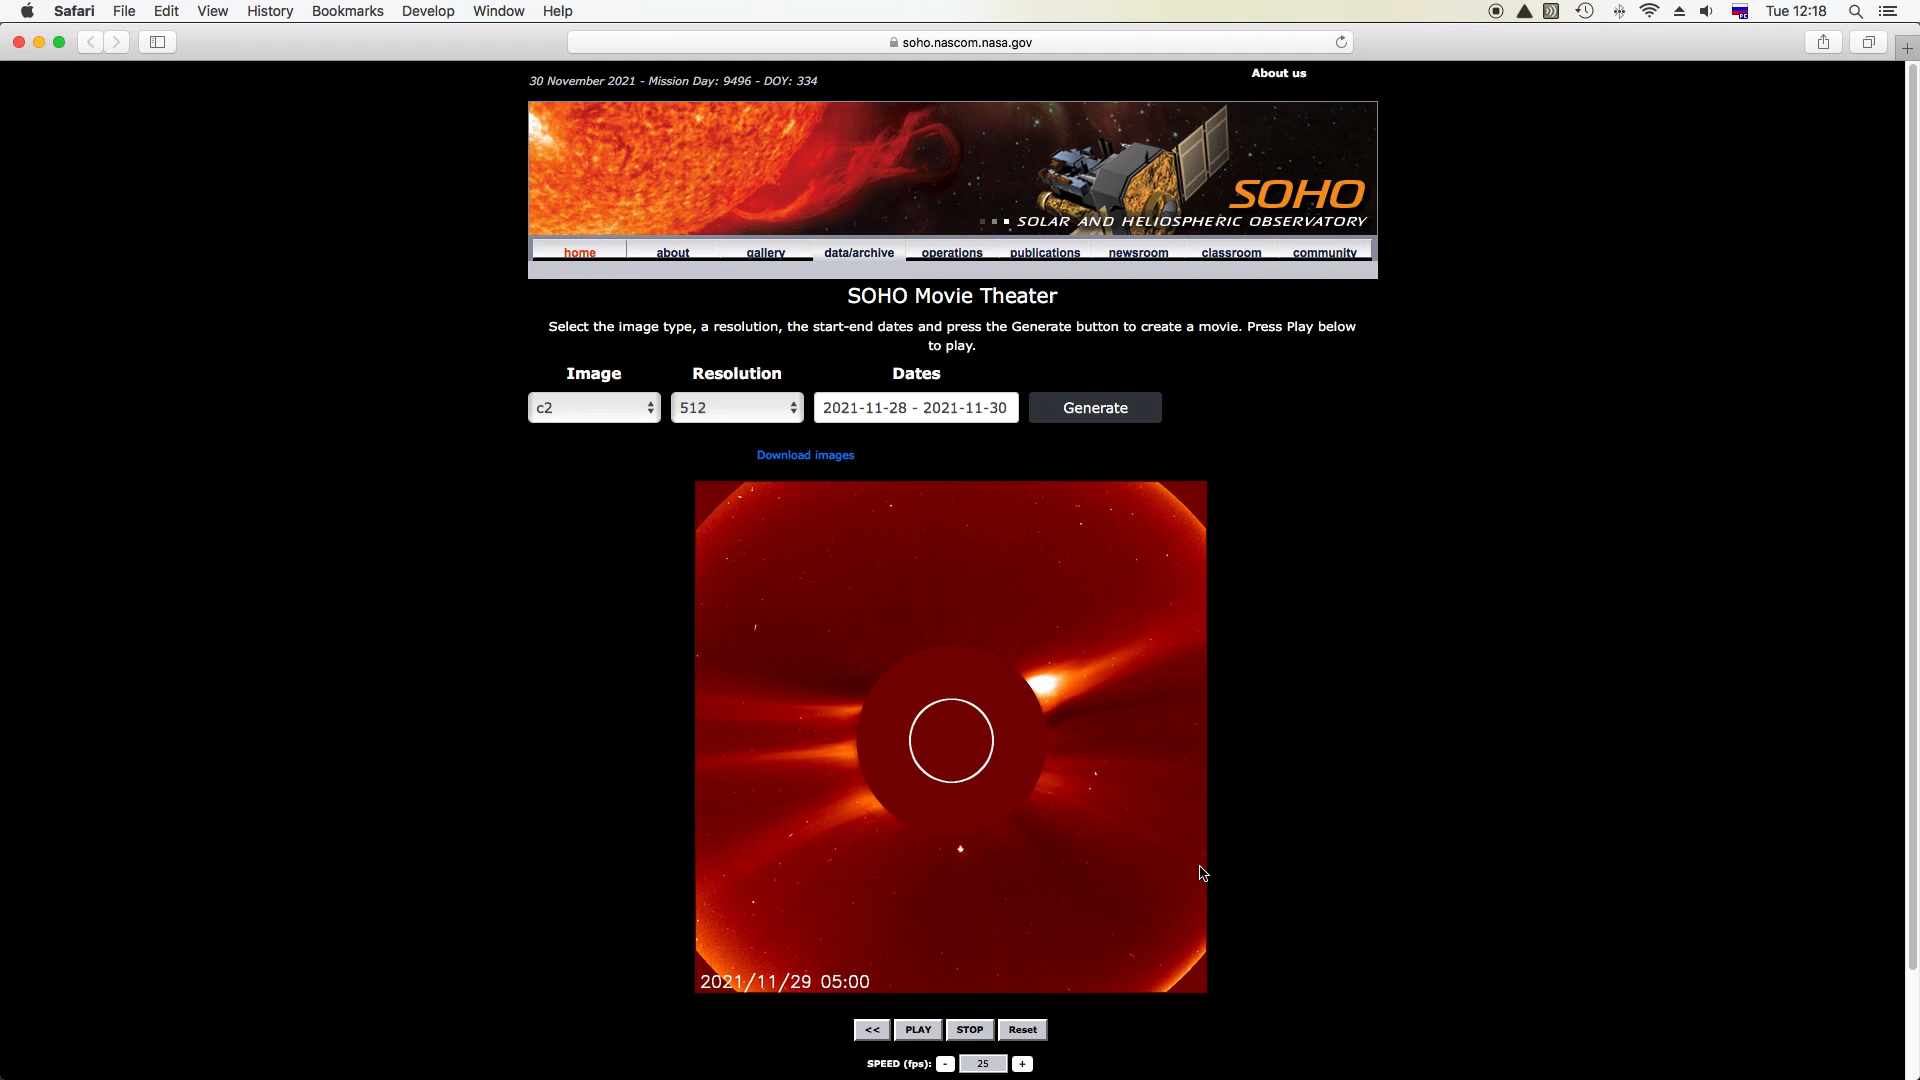 Safari File Edit View History Bookmarks Develop Window Help Tue 12:18
soho.nascom.nasa.gov
30 November 2021 - Mission Day: 9496 - DOY: 334
About us
SOHO
SOLAR AND HELIOSPHERIC OBSERVATORY
home about gallery data/archive operations publications newsroom classroom community
SOHO Movie Theater
Select the image type, a resolution, the start-end dates and press the Generate button to create a movie. Press Play below
to play.
Image Resolution Dates
c2 512 2021-11-28 - 2021-11-30 Generate
Download images
2021/11/29 05:00
<< PLAY STOP Reset
SPEED (fps): - 25 +